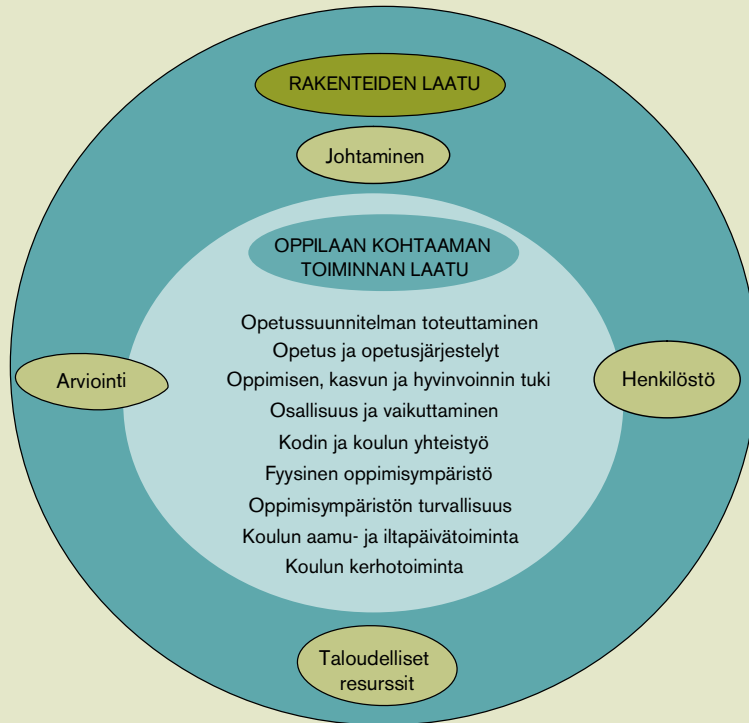 RAKENTEIDEN LAATU
Johtaminen
OPPILAAN KOHTAAMAN
TOIMINNAN LAATU
Opetussuunnitelman toteuttaminen
Opetus ja opetusjärjestelyt
Arviointi
Oppimisen, kasvun ja hyvinvoinnin tuki
Henkilöstö
Osallisuus ja vaikuttaminen
Kodin ja koulun yhteistyö
Fyysinen oppimisympäristö
Oppimisympäristön turvallisuus
Koulun aamu- ja iltapäivätoiminta
Koulun kerhotoiminta
Taloudelliset
resurssit